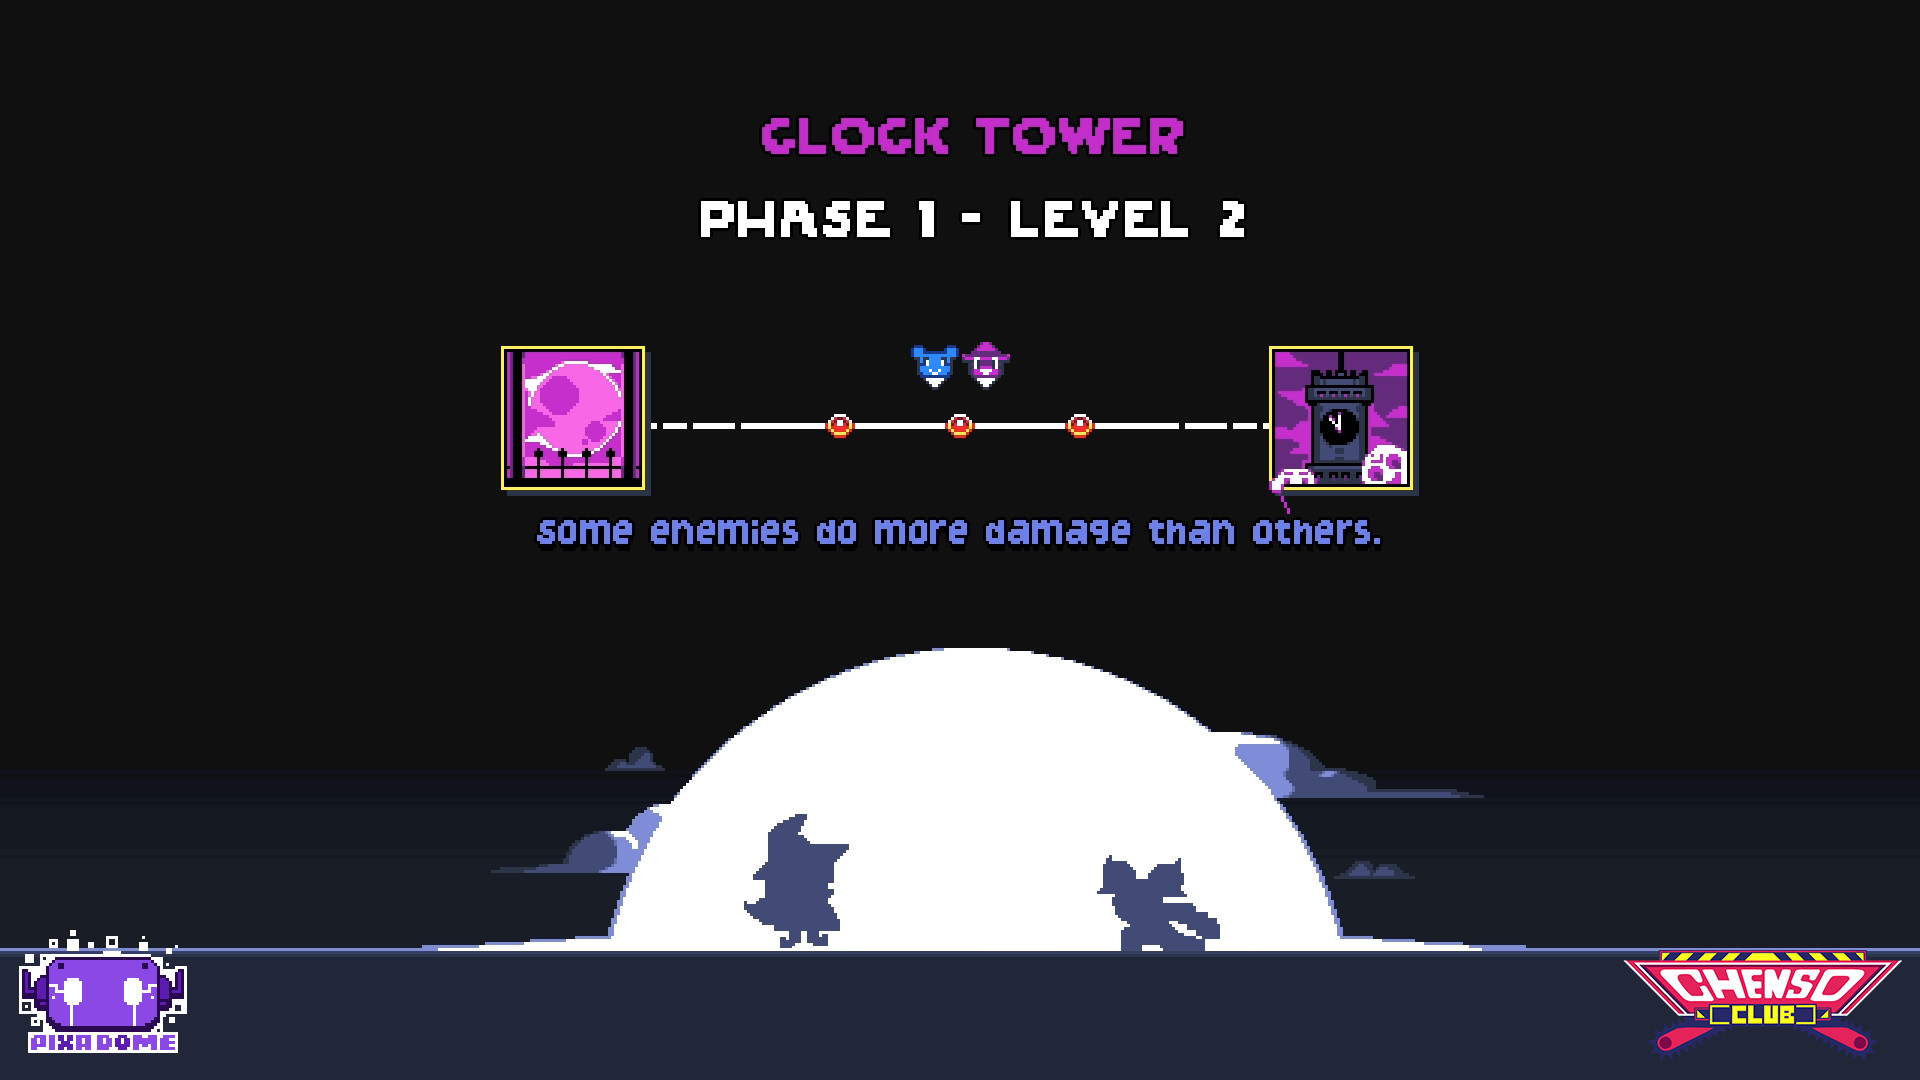 CLOCK TOWER
PHASE 1 - LEVEL 2
some enemies do more damage than others.
PIXADOME
CHENSO
CLUB